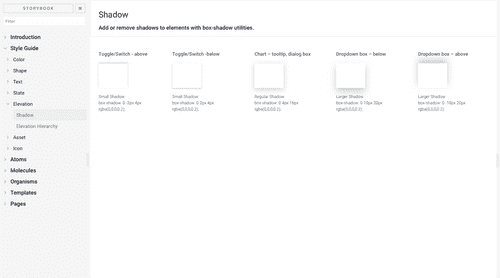 STORYBOOK
Filter
Introduction
Style Guide
Color
Shape
Text
State
Elevation
Shadow
Elevation Hierarchy
Asset
Icon
Atoms
Molecules
Organisms
Templates
Pages
Shadow
Add or remove shadows to elements with box-shadow utilities.
Toggle/Switch - above
Small Shadow
box-shadow: 0 -2px 4px
rgba(0,0,0,0.2);
Toggle/Switch -below
Small Shadow
box-shadow: 0 2px 4px
rgba(0,0,0,0.2);
Chart – tooltip, dialog box
Regular Shadow
box-shadow: 0 4px 16px
rgba(0,0,0,0.2);
Dropdown box – below
Larger Shadow
box-shadow: 0 10px 20px
rgba(0,0,0,0.2);
Dropdown box – above
Larger Shadow
box-shadow: 0 -10px 20px
rgba(0,0,0,0.2);